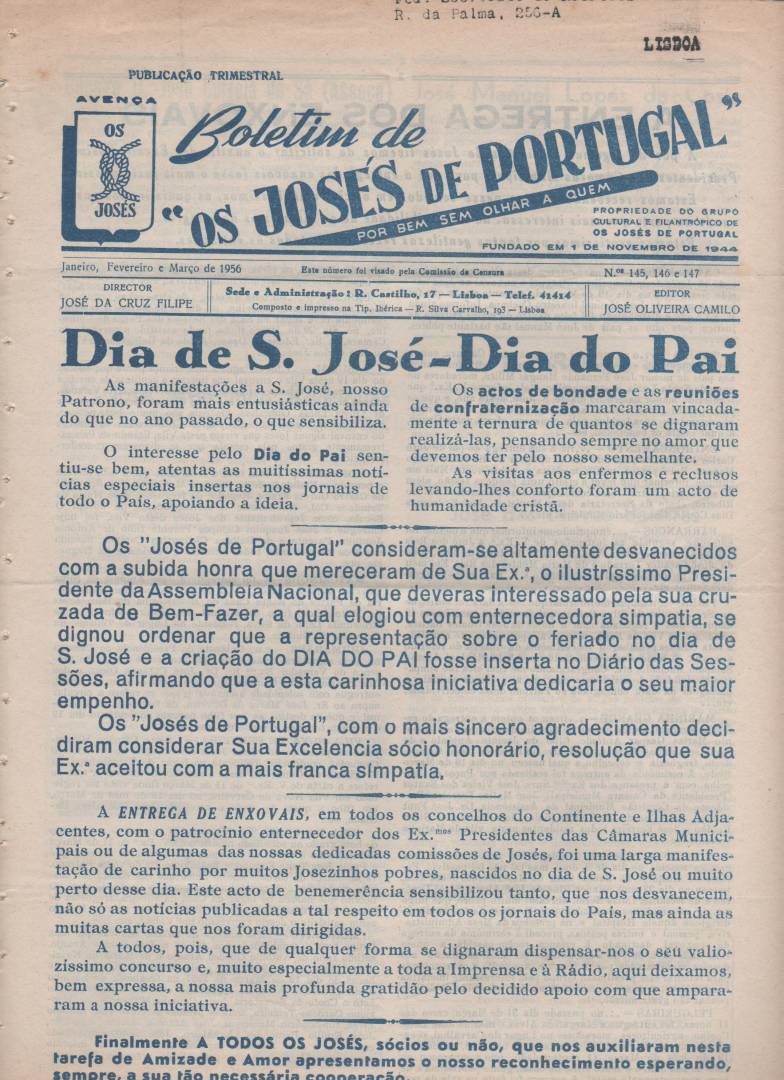 R. da Palma, 256-A
LISBOA
PUBLICAÇÃO TRIMESTRAL
AVENÇA
OS
JOSÉS
Boletim de
"OS JOSÉS DE PORTUGAL"
POR BEM SEM OLHAR A QUEM
PROPRIEDADE DO GRUPO
CULTURAL E FILANTRÓPICO DE
OS JOSÉS DE PORTUGAL
FUNDADO EM 1 DE NOVEMBRO DE 1944
Janeiro, Fevereiro e Março de 1956
Este número foi visado pela Comissão de Censura
N.os 145, 146 e 147
DIRECTOR
JOSÉ DA CRUZ FILIPE
Sede e Administração: R. Castilho, 17 — Lisboa — Telef. 41414
Composto e impresso na Tip. Ibérica — R. Silva Carvalho, 193 — Lisboa
EDITOR
JOSÉ OLIVEIRA CAMILO
Dia de S. José-Dia do Pai
As manifestações a S. José, nosso
Patrono, foram mais entusiásticas ainda
do que no ano passado, o que sensibiliza.
O interesse pelo Dia do Pai sen-
tiu-se bem, atentas as muitíssimas notí-
cias especiais insertas nos jornais de
todo o País, apoiando a ideia.
Os actos de bondade e as reuniões
de confraternização marcaram vincada-
mente a ternura de quantos se dignaram
realizá-las, pensando sempre no amor que
devemos ter pelo nosso semelhante.
As visitas aos enfermos e reclusos
levando-lhes conforto foram um acto de
humanidade cristã.
Os "Josés de Portugal" consideram-se altamente desvanecidos
com a subida honra que mereceram de Sua Ex.ª, o ilustríssimo Presi-
dente da Assembleia Nacional, que deveras interessado pela sua cru-
zada de Bem-Fazer, a qual elogiou com enternecedora simpatia, se
dignou ordenar que a representação sobre o feriado no dia de
S. José e a criação do DIA DO PAI fosse inserta no Diário das Ses-
sões, afirmando que a esta carinhosa iniciativa dedicaria o seu maior
empenho.
Os "Josés de Portugal", com o mais sincero agradecimento deci-
diram considerar Sua Excelencia sócio honorário, resolução que sua
Ex.ª aceitou com a mais franca simpatia.
A ENTREGA DE ENXOVAIS, em todos os concelhos do Continente e Ilhas Adja-
centes, com o patrocínio enternecedor dos Ex.mos Presidentes das Câmaras Munici-
pais ou de algumas das nossas dedicadas comissões de Josés, foi uma larga manifes-
tação de carinho por muitos Josezinhos pobres, nascidos no dia de S. José ou muito
perto desse dia. Este acto de benemerência sensibilizou tanto, que nos desvanecem,
não só as notícias publicadas a tal respeito em todos os jornais do País, mas ainda as
muitas cartas que nos foram dirigidas.
A todos, pois, que de qualquer forma se dignaram dispensar-nos o seu valio-
zíssimo concurso e, muito especialmente a toda a Imprensa e à Rádio, aqui deixamos,
bem expressa, a nossa mais profunda gratidão pelo decidido apoio com que ampara-
ram a nossa iniciativa.
Finalmente A TODOS OS JOSÉS, sócios ou não, que nos auxiliaram nesta
tarefa de Amizade e Amor apresentamos o nosso reconhecimento esperando,
sempre, a sua tão necessária cooperação.